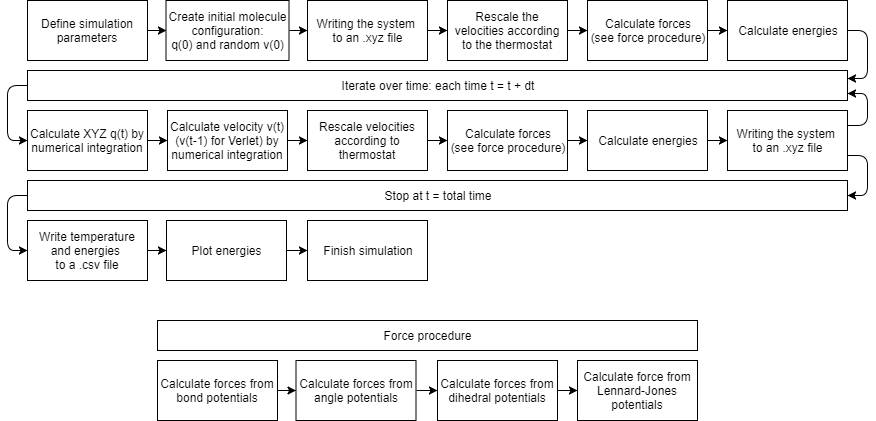 Define simulation
parameters
Create initial molecule
configuration:
q(0) and random v(0)
Writing the system
to an .xyz file
Rescale the
velocities according
to the thermostat
Calculate forces
(see force procedure)
Calculate energies
Iterate over time: each time t = t + dt
Calculate XYZ q(t) by
numerical integration
Calculate velocity v(t)
(v(t-1) for Verlet) by
numerical integration
Rescale velocities
according to
thermostat
Calculate forces
(see force procedure)
Calculate energies
Writing the system
to an .xyz file
Stop at t = total time
Write temperature
and energies
to a .csv file
Plot energies
Finish simulation
Force procedure
Calculate forces from
bond potentials
Calculate forces from
angle potentials
Calculate forces from
dihedral potentials
Calculate force from
Lennard-Jones
potentials